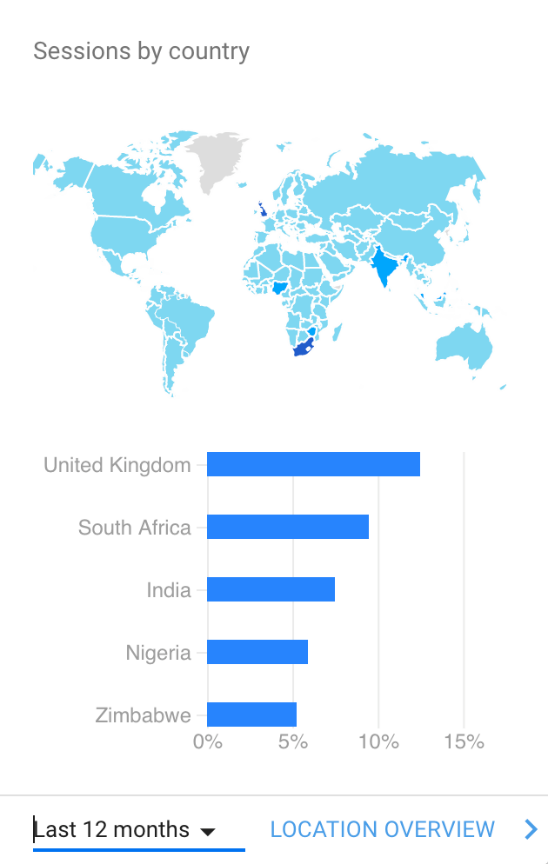 Sessions by country
United Kingdom
South Africa
India
Nigeria
Zimbabwe
0% 5% 10% 15%
Last 12 months LOCATION OVERVIEW